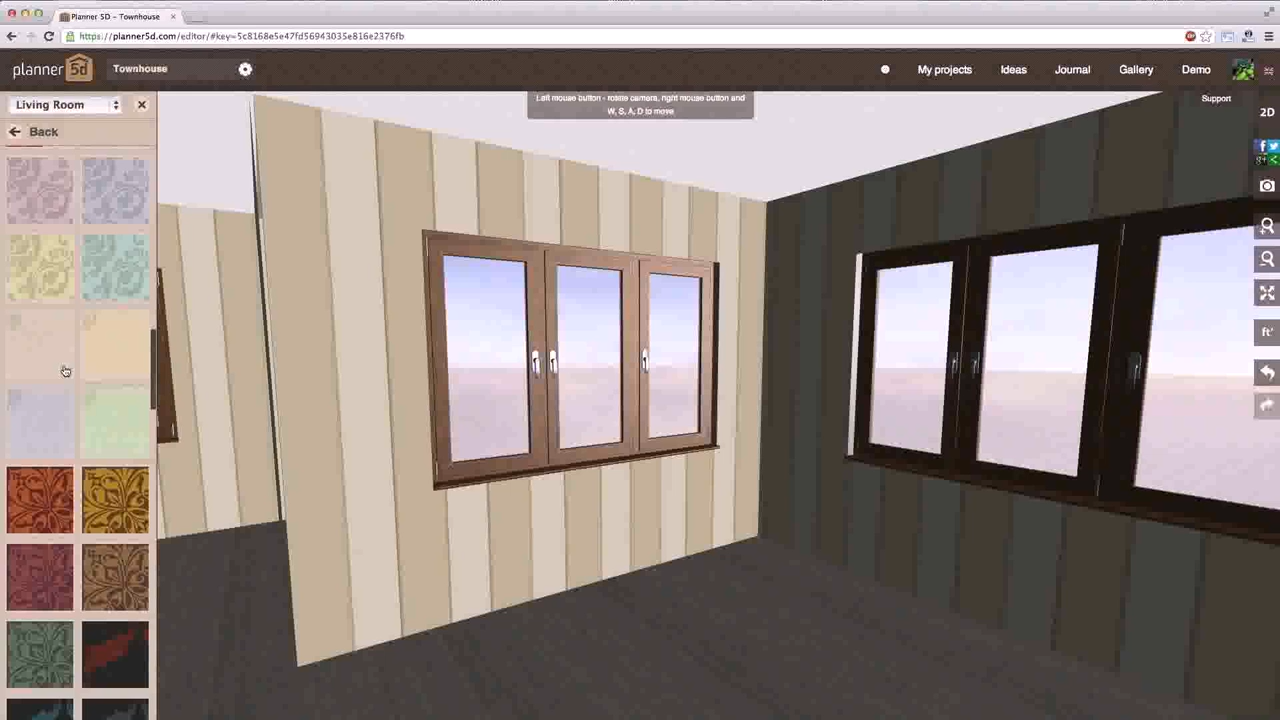 Planner 5D - Townhouse
https://planner5d.com/editor/#key=5c8168e5e47fd56943035e816e2376fb
planner 5d
Townhouse
My projects
Ideas
Journal
Gallery
Demo
Living Room
Left mouse button - rotate camera, right mouse button and
W, S, A, D to move
Support
2D
Back
ft'